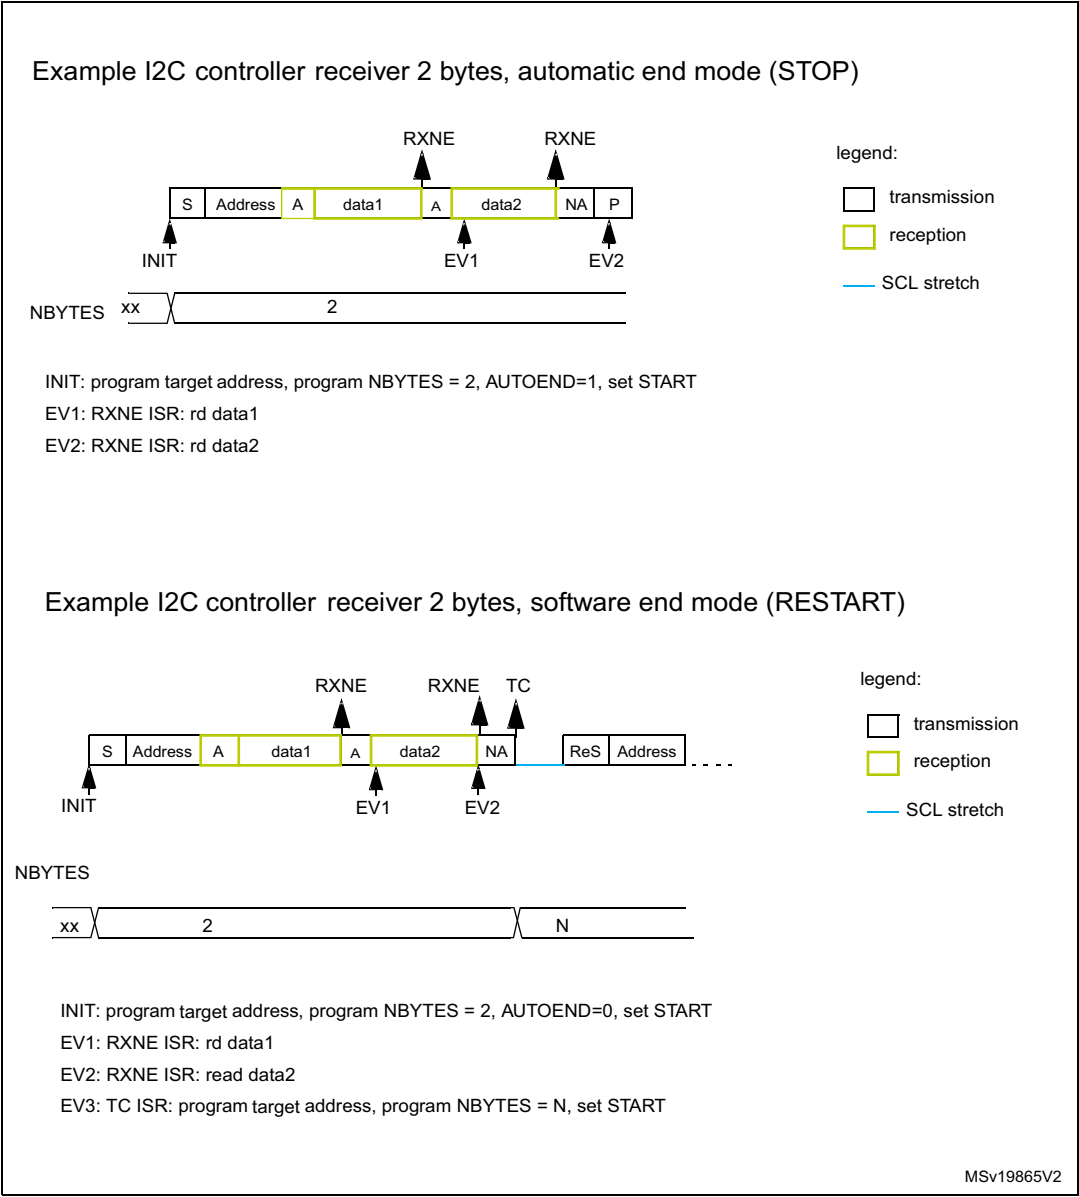 Example I2C controller receiver 2 bytes, automatic end mode (STOP)
RXNE RXNE
legend:
S Address A data1 A data2 NA P
transmission
reception
INIT EV1 EV2
SCL stretch
NBYTES xx 2
INIT: program target address, program NBYTES = 2, AUTOEND=1, set START
EV1: RXNE ISR: rd data1
EV2: RXNE ISR: rd data2
Example I2C controller receiver 2 bytes, software end mode (RESTART)
RXNE RXNE TC
legend:
S Address A data1 A data2 NA ReS Address
transmission
reception
INIT EV1 EV2
SCL stretch
NBYTES
xx 2 N
INIT: program target address, program NBYTES = 2, AUTOEND=0, set START
EV1: RXNE ISR: rd data1
EV2: RXNE ISR: read data2
EV3: TC ISR: program target address, program NBYTES = N, set START
MSv19865V2